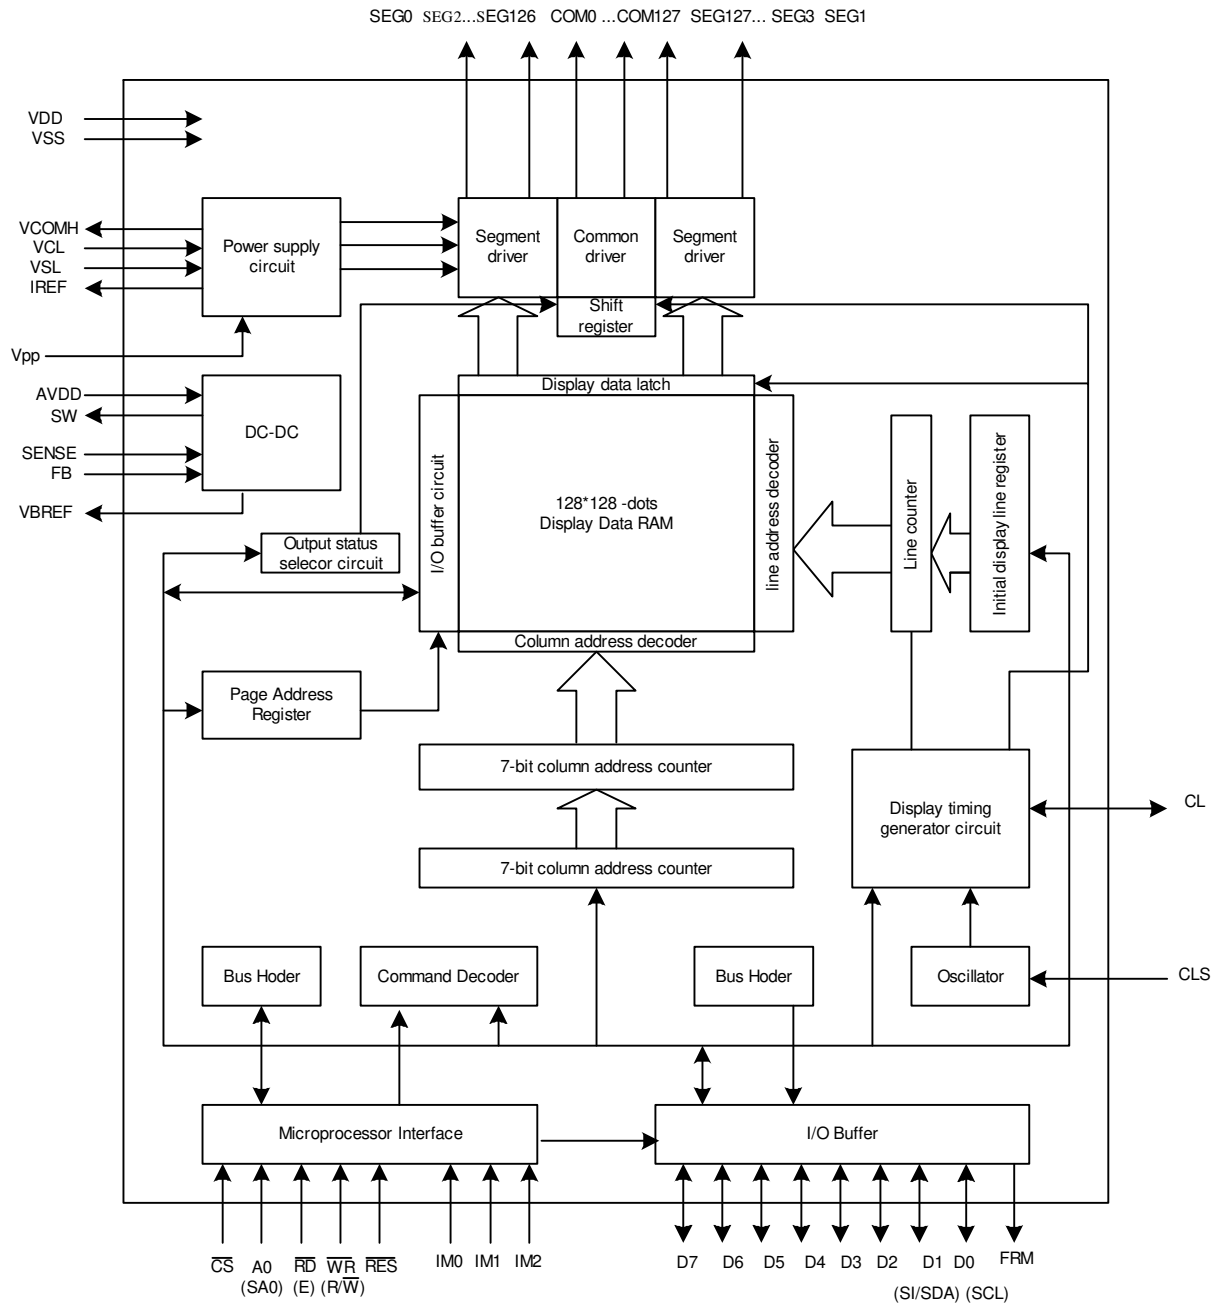 SEG0 SEG2...SEG126 COM0 ...COM127 SEG127... SEG3 SEG1
VDD
VSS
VCOMH
VCL
VSL
IREF
Power supply
circuit
Segment
driver
Common
driver
Segment
driver
Shift
register
Vpp
AVDD
SW
SENSE
FB
VBREF
DC-DC
Display data latch
I/O buffer circuit
128*128 -dots
Display Data RAM
line address decoder
Line counter
Initial display line register
Output status
selecor circuit
Column address decoder
Page Address
Register
7-bit column address counter
Display timing
generator circuit
CL
7-bit column address counter
Bus Hoder
Command Decoder
Bus Hoder
Oscillator
CLS
Microprocessor Interface
I/O Buffer
C̅S̅ A0 R̅D̅ W̅R̅ R̅E̅S̅ IM0 IM1 IM2 D7 D6 D5 D4 D3 D2 D1 D0 FRM
(SA0) (E) (R/W̅) (SI/SDA) (SCL)